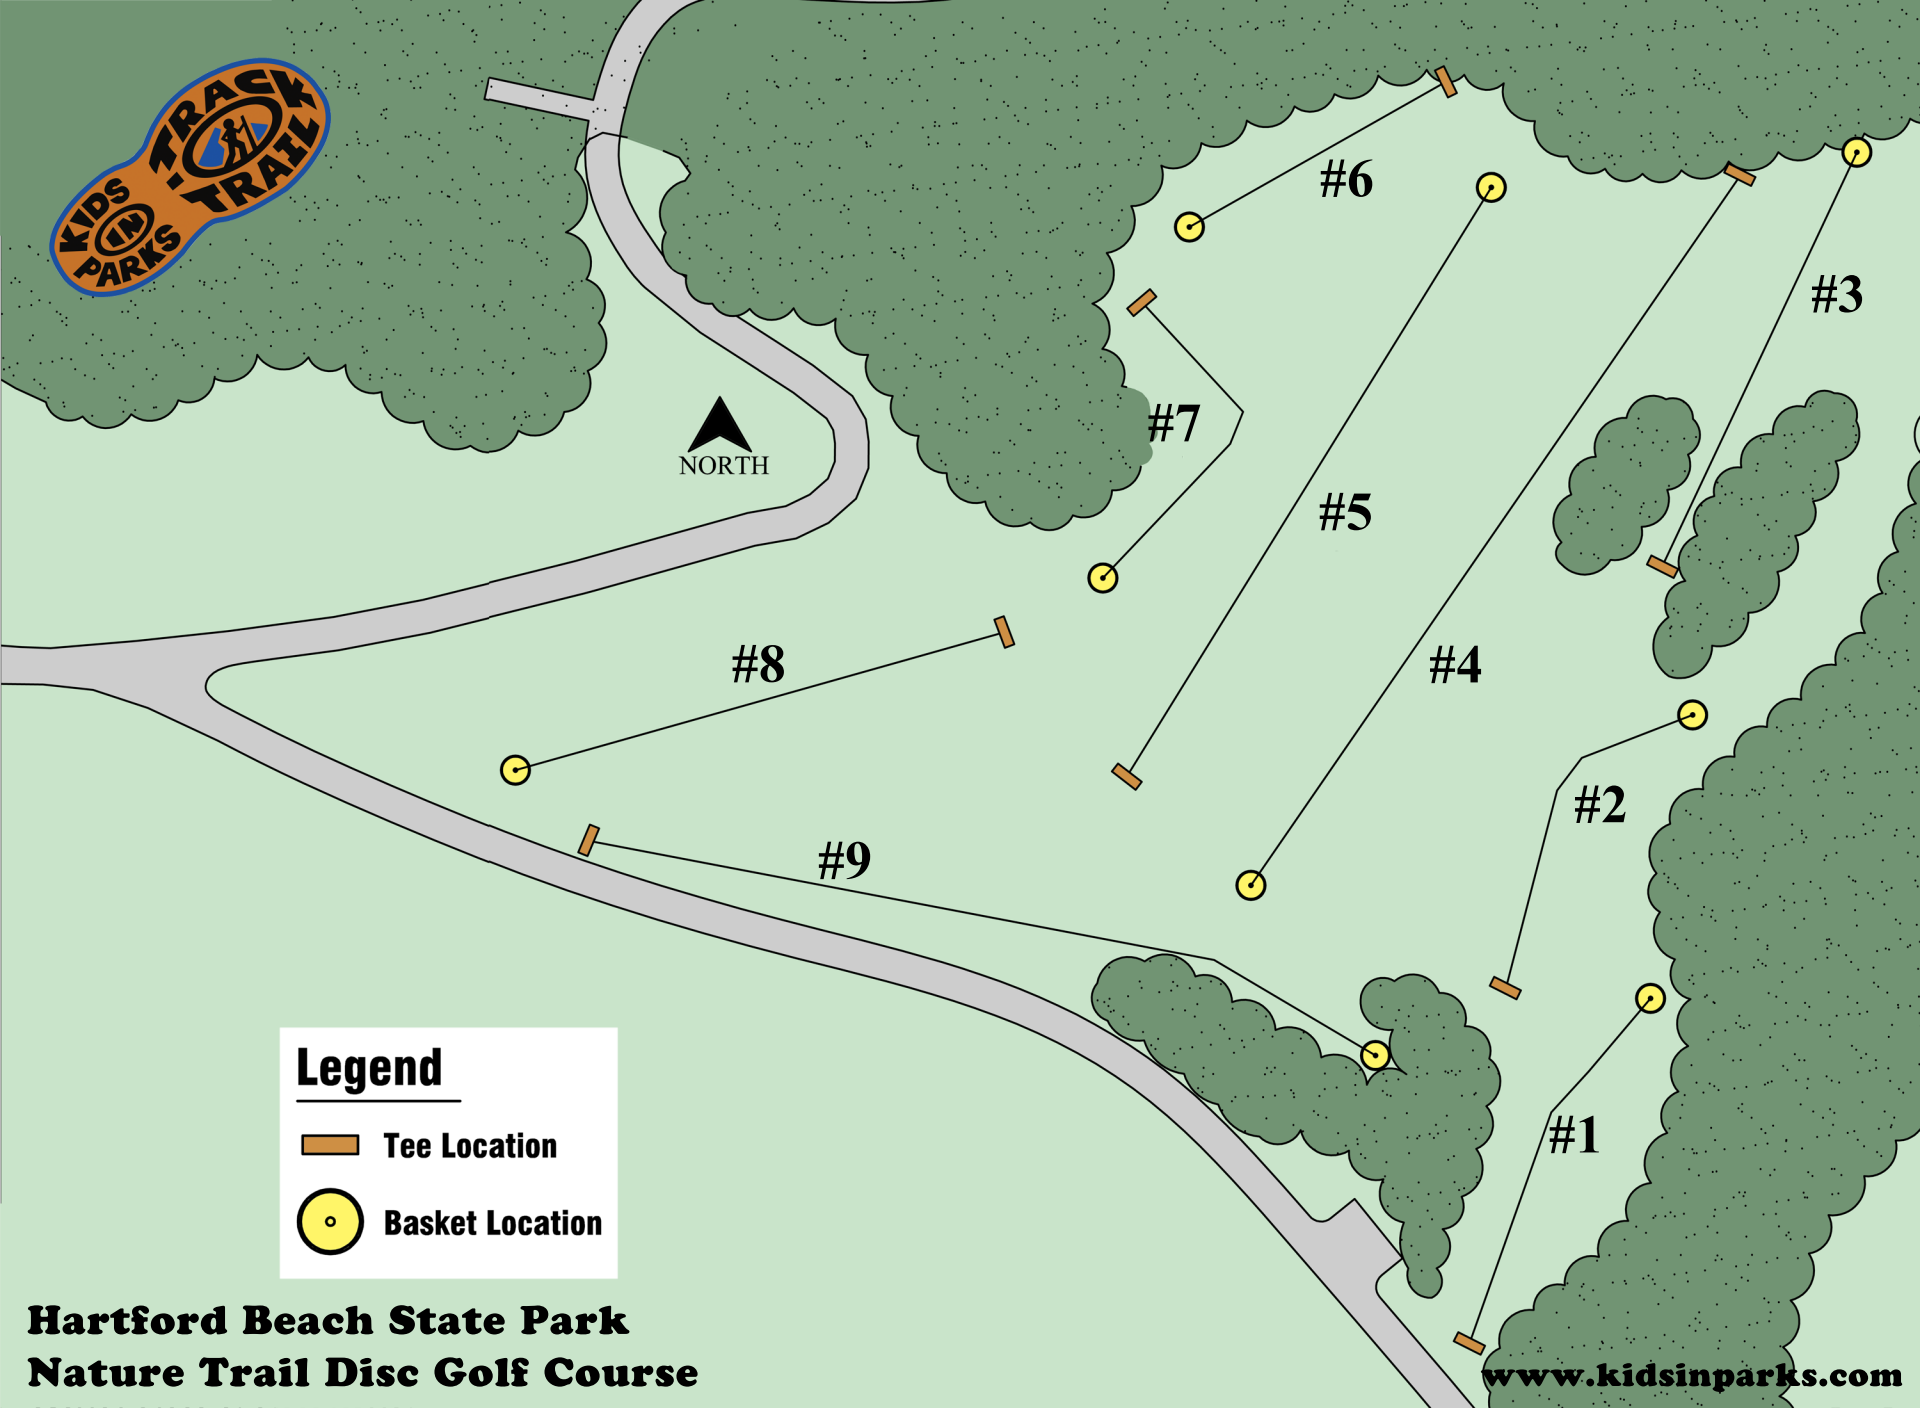 TRACK
TRAIL
KIDS
IN
PARKS
#6
#3
#7
NORTH
#5
#8
#4
#2
#9
#1
Legend
Tee Location
Basket Location
Hartford Beach State Park
Nature Trail Disc Golf Course
www.kidsinparks.com